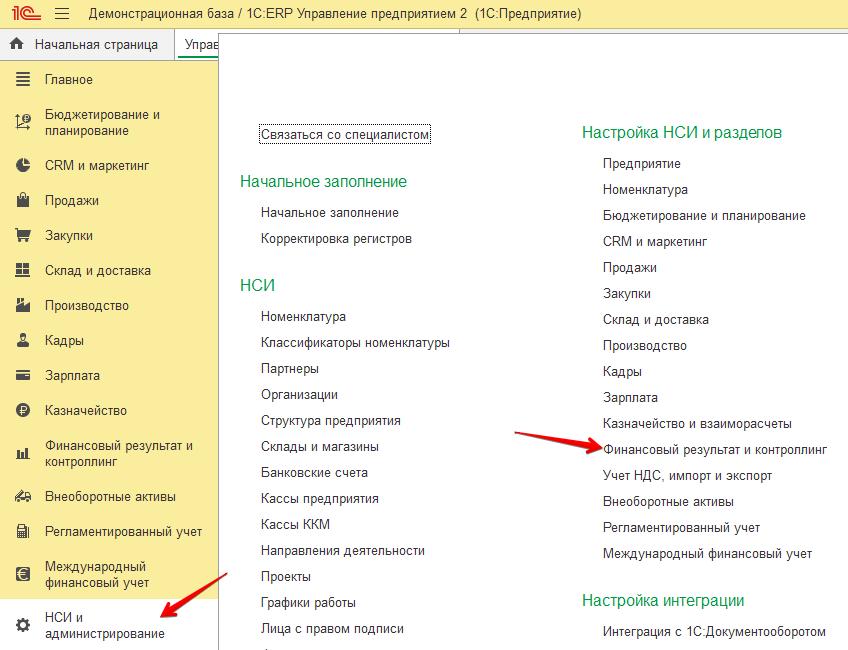 1С Демонстрационная база / 1С:ERP Управление предприятием 2 (1С:Предприятие)
Начальная страница
Управ
Главное
Бюджетирование и
планирование
CRM и маркетинг
Продажи
Закупки
Склад и доставка
Производство
Кадры
Зарплата
Казначейство
Финансовый результат и
контроллинг
Внеоборотные активы
Регламентированный учет
Международный
финансовый учет
НСИ и
администрирование
Связаться со специалистом
Начальное заполнение
Начальное заполнение
Корректировка регистров
НСИ
Номенклатура
Классификаторы номенклатуры
Партнеры
Организации
Структура предприятия
Склады и магазины
Банковские счета
Кассы предприятия
Кассы ККМ
Направления деятельности
Проекты
Графики работы
Лица с правом подписи
Настройка НСИ и разделов
Предприятие
Номенклатура
Бюджетирование и планирование
CRM и маркетинг
Продажи
Закупки
Склад и доставка
Производство
Кадры
Зарплата
Казначейство и взаиморасчеты
Финансовый результат и контроллинг
Учет НДС, импорт и экспорт
Внеоборотные активы
Регламентированный учет
Международный финансовый учет
Настройка интеграции
Интеграция с 1С:Документооборотом